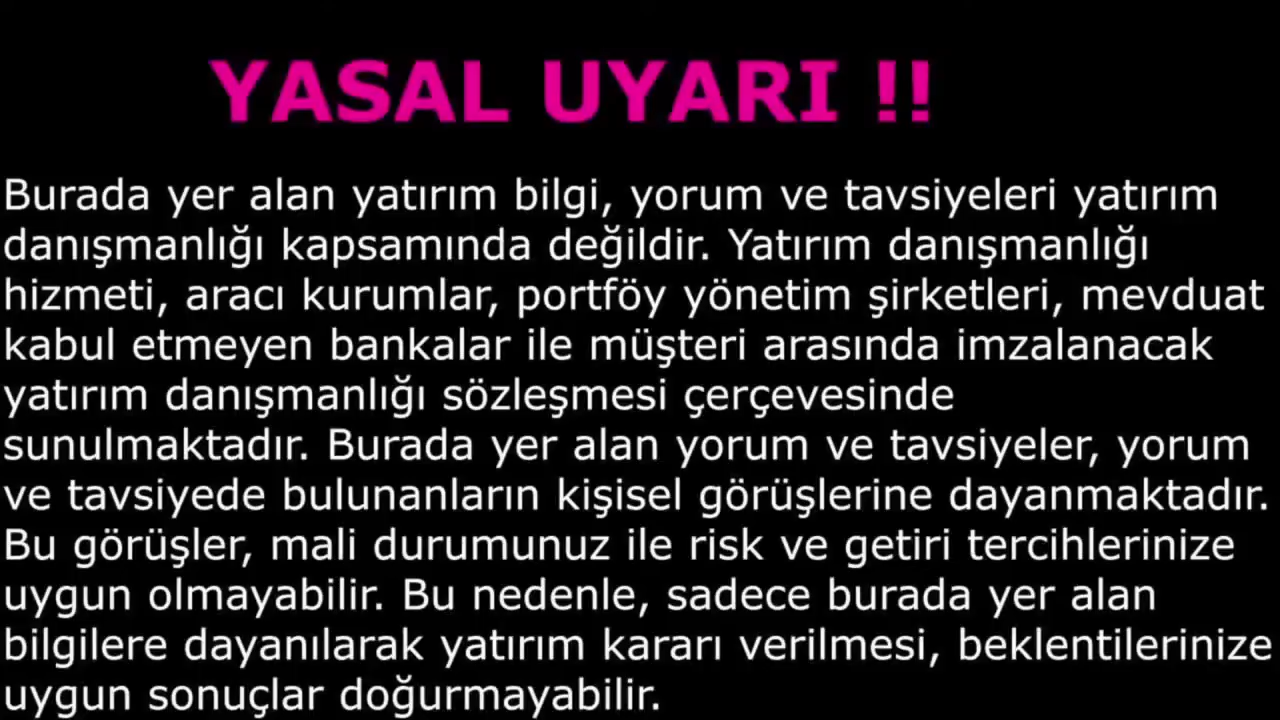 YASAL UYARI !!
Burada yer alan yatırım bilgi, yorum ve tavsiyeleri yatırım
danışmanlığı kapsamında değildir. Yatırım danışmanlığı
hizmeti, aracı kurumlar, portföy yönetim şirketleri, mevduat
kabul etmeyen bankalar ile müşteri arasında imzalanacak
yatırım danışmanlığı sözleşmesi çerçevesinde
sunulmaktadır. Burada yer alan yorum ve tavsiyeler, yorum
ve tavsiyede bulunanların kişisel görüşlerine dayanmaktadır.
Bu görüşler, mali durumunuz ile risk ve getiri tercihlerinize
uygun olmayabilir. Bu nedenle, sadece burada yer alan
bilgilere dayanılarak yatırım kararı verilmesi, beklentilerinize
uygun sonuçlar doğurmayabilir.